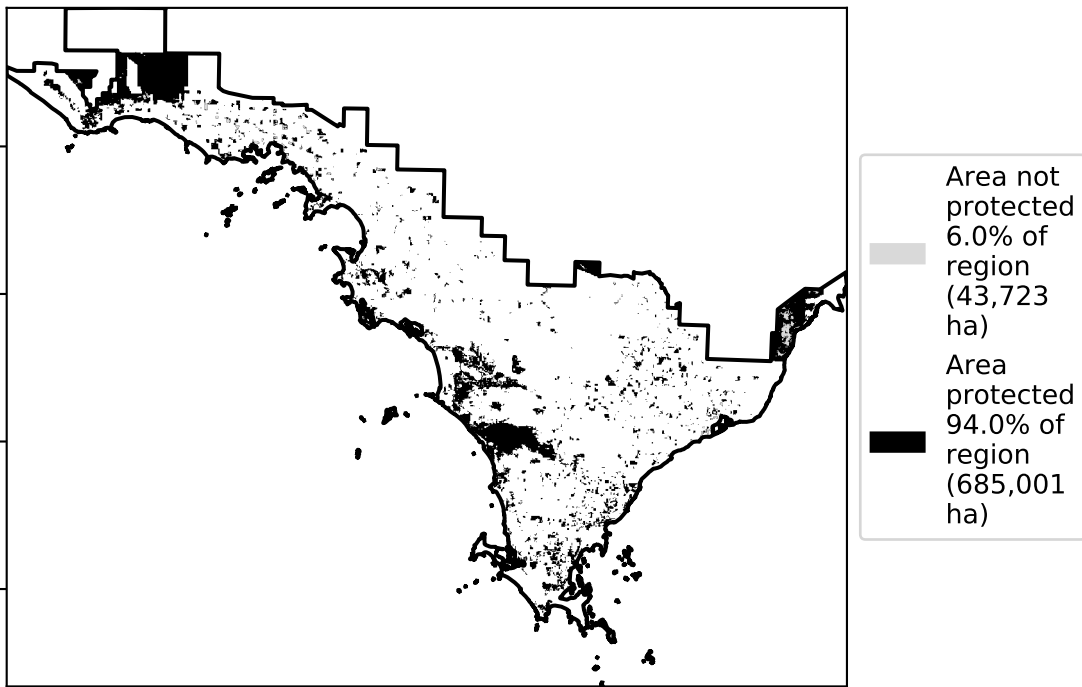 Area not
protected
6.0% of
region
(43,723
ha)
Area
protected
94.0% of
region
(685,001
ha)